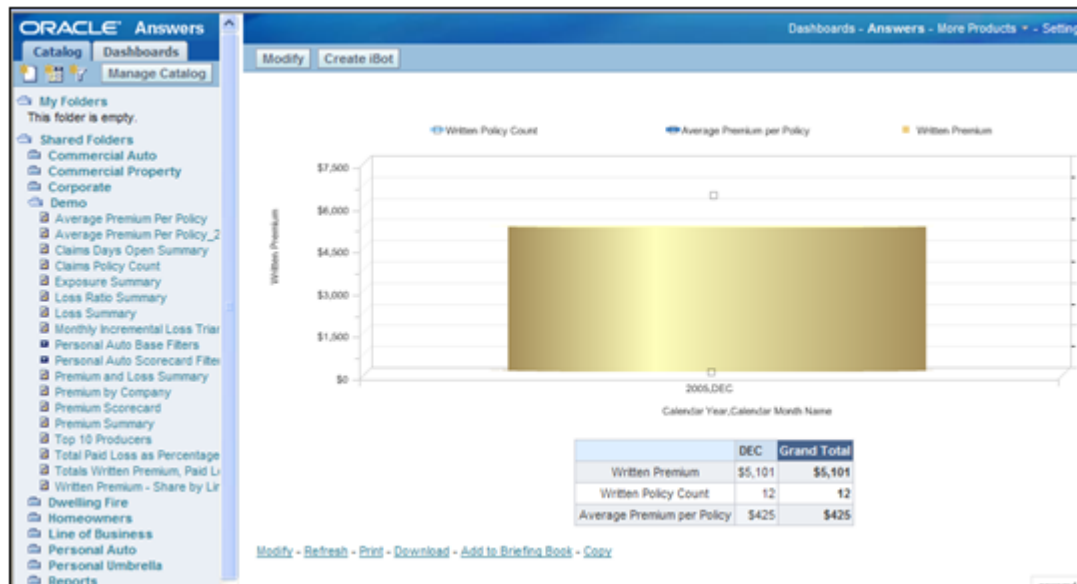 ORACLE Answers
Dashboards - Answers - More Products - Setting
Catalog Dashboards
Manage Catalog
Modify Create iBot
My Folders
This folder is empty.
Shared Folders
Commercial Auto
Commercial Property
Corporate
Demo
Average Premium Per Policy
Average Premium Per Policy_2
Claims Days Open Summary
Claims Policy Count
Exposure Summary
Loss Ratio Summary
Loss Summary
Monthly Incremental Loss Trian
Personal Auto Base Filters
Personal Auto Scorecard Filter
Premium and Loss Summary
Premium by Company
Premium Scorecard
Premium Summary
Top 10 Producers
Total Paid Loss as Percentage
Totals Written Premium, Paid L
Written Premium - Share by Lir
Dwelling Fire
Homeowners
Line of Business
Personal Auto
Personal Umbrella
Reports
Written Policy Count Average Premium per Policy Written Premium
Written Premium
$7,500
$6,000
$4,500
$3,000
$1,500
$0
2005,DEC
Calendar Year,Calendar Month Name
DEC Grand Total
Written Premium $5,101 $5,101
Written Policy Count 12 12
Average Premium per Policy $425 $425
Modify - Refresh - Print - Download - Add to Briefing Book - Copy